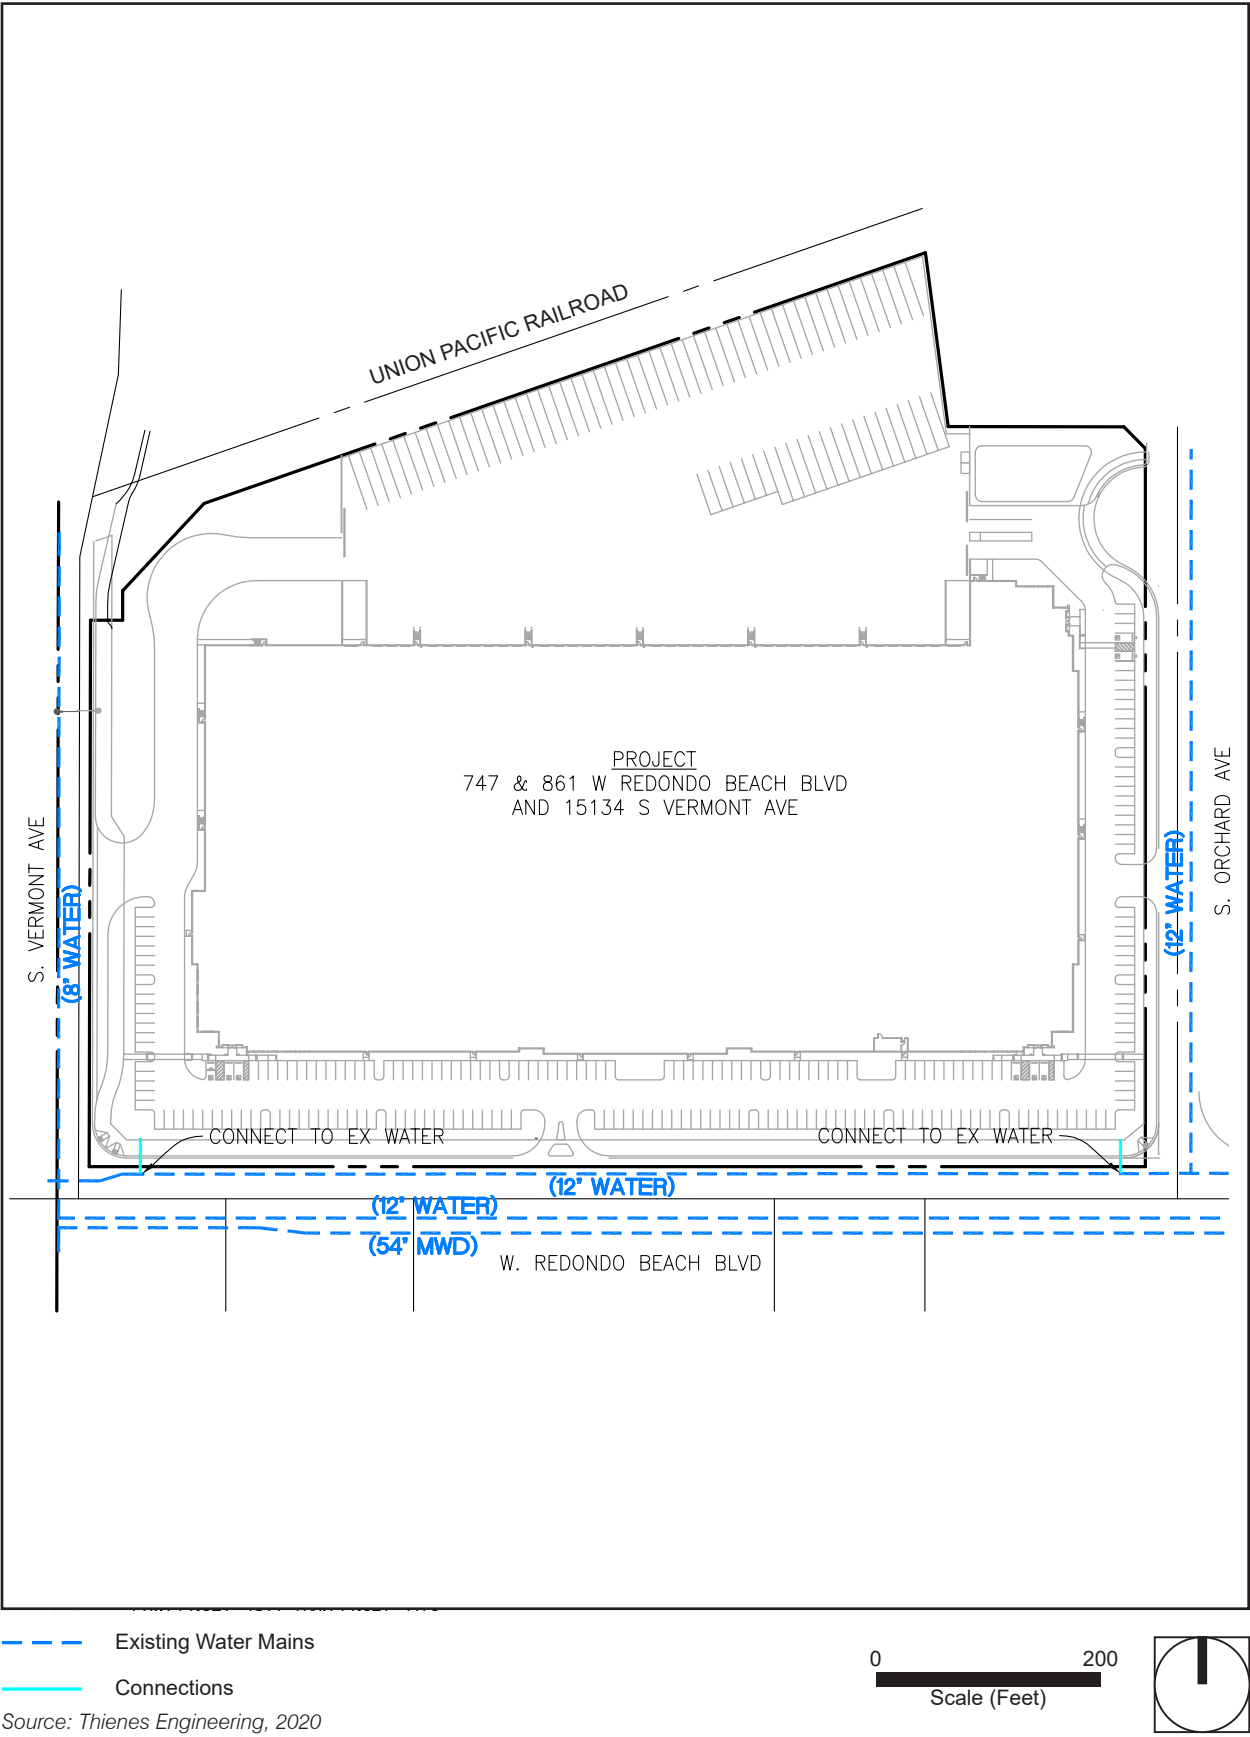 UNION PACIFIC RAILROAD
PROJECT
747 & 861 W REDONDO BEACH BLVD
AND 15134 S VERMONT AVE
S. VERMONT AVE
(8" WATER)
(12" WATER)
S. ORCHARD AVE
CONNECT TO EX WATER
CONNECT TO EX WATER
(12" WATER)
(12" WATER)
(54" MWD)
W. REDONDO BEACH BLVD
Existing Water Mains
Connections
Source: Thienes Engineering, 2020
0 200
Scale (Feet)